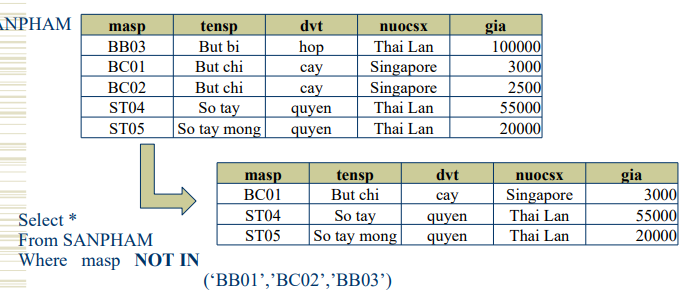 ANPHAM
masp tensp dvt nuocsx gia
BB03 But bi hop Thai Lan 100000
BC01 But chi cay Singapore 3000
BC02 But chi cay Singapore 2500
ST04 So tay quyen Thai Lan 55000
ST05 So tay mong quyen Thai Lan 20000
masp tensp dvt nuocsx gia
BC01 But chi cay Singapore 3000
ST04 So tay quyen Thai Lan 55000
ST05 So tay mong quyen Thai Lan 20000
Select *
From SANPHAM
Where masp NOT IN
(‘BB01’,’BC02’,’BB03’)